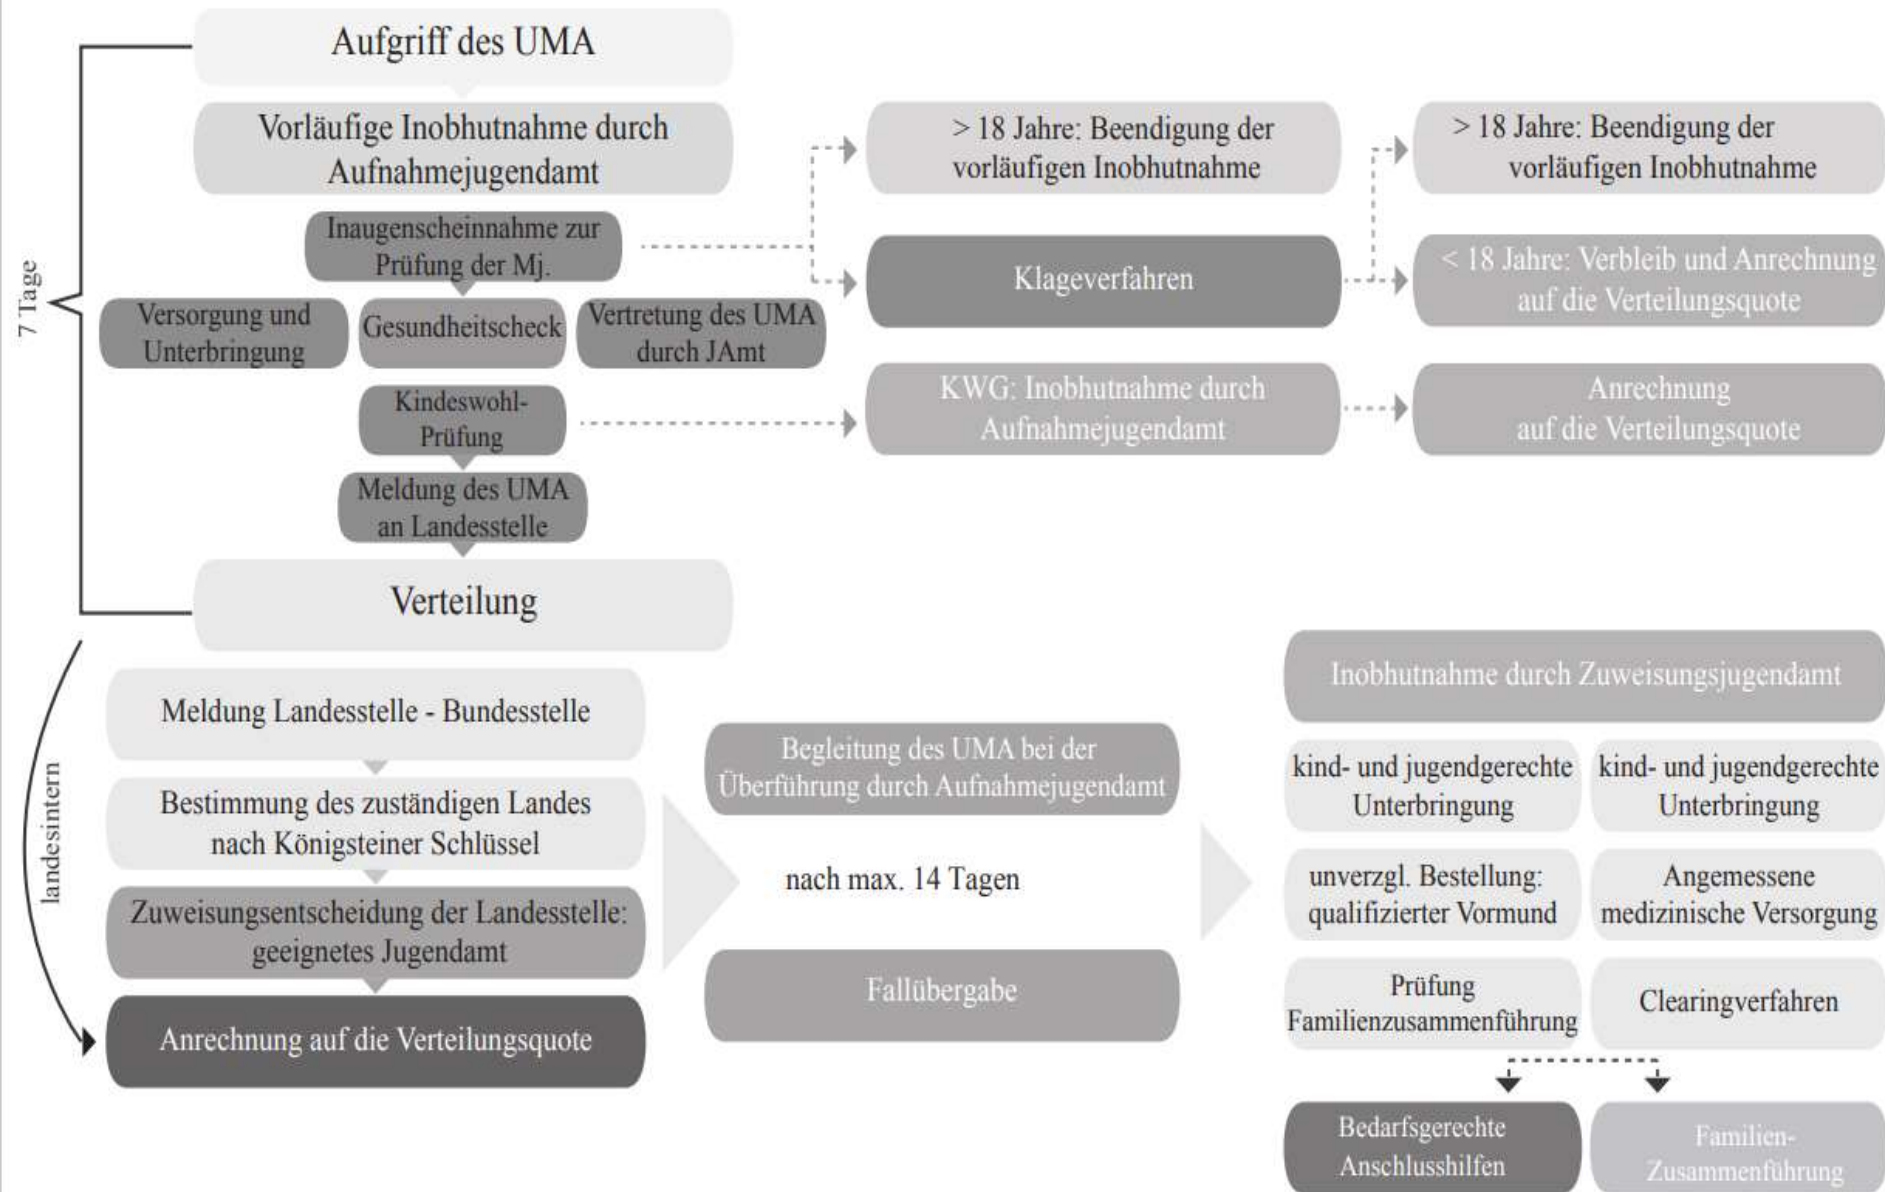 Aufgriff des UMA
Vorläufige Inobhutnahme durch
Aufnahmejugendamt
> 18 Jahre: Beendigung der
vorläufigen Inobhutnahme
> 18 Jahre: Beendigung der
vorläufigen Inobhutnahme
Inaugenscheinnahme zur
Prüfung der Mj.
Klageverfahren
< 18 Jahre: Verbleib und Anrechnung
auf die Verteilungsquote
7 Tage
Versorgung und
Unterbringung
Gesundheitscheck
Vertretung des UMA
durch JAmt
Kindeswohl-
Prüfung
KWG: Inobhutnahme durch
Aufnahmejugendamt
Anrechnung
auf die Verteilungsquote
Meldung des UMA
an Landesstelle
Verteilung
landesintern
Meldung Landesstelle - Bundesstelle
Bestimmung des zuständigen Landes
nach Königsteiner Schlüssel
Zuweisungsentscheidung der Landesstelle:
geeignetes Jugendamt
Anrechnung auf die Verteilungsquote
Begleitung des UMA bei der
Überführung durch Aufnahmejugendamt
nach max. 14 Tagen
Fallübergabe
Inobhutnahme durch Zuweisungsjugendamt
kind- und jugendgerechte
Unterbringung
kind- und jugendgerechte
Unterbringung
unverzgl. Bestellung:
qualifizierter Vormund
Angemessene
medizinische Versorgung
Prüfung
Familienzusammenführung
Clearingverfahren
Bedarfsgerechte
Anschlusshilfen
Familien-
Zusammenführung